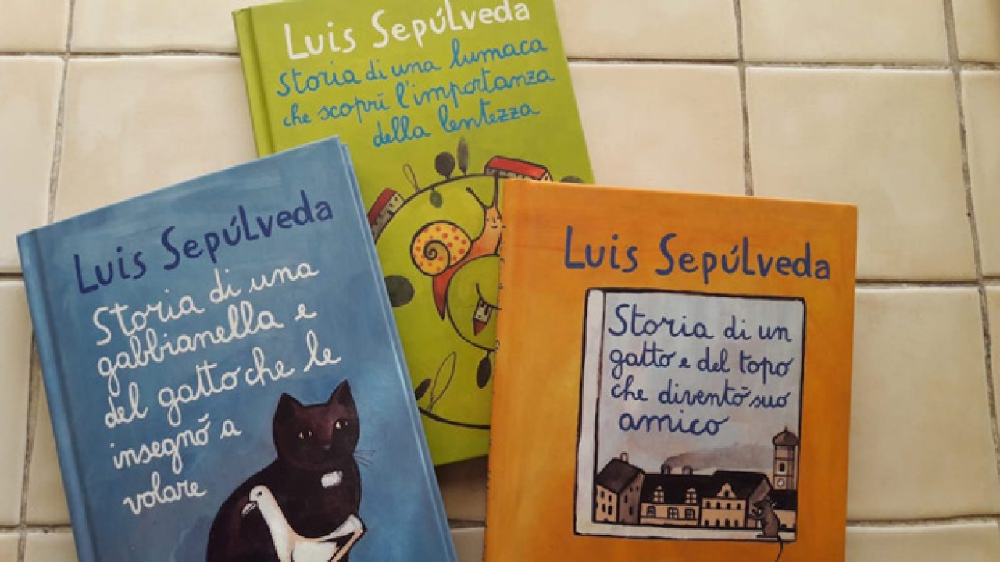 Luis Sepúlveda
Storia di una lumaca
che scoprì l'importanza
della lentezza
Luis Sepúlveda
Storia di una
gabbianella e
del gatto che le
insegnò a
volare
Luis Sepúlveda
Storia di un
gatto e del topo
che diventò suo
amico